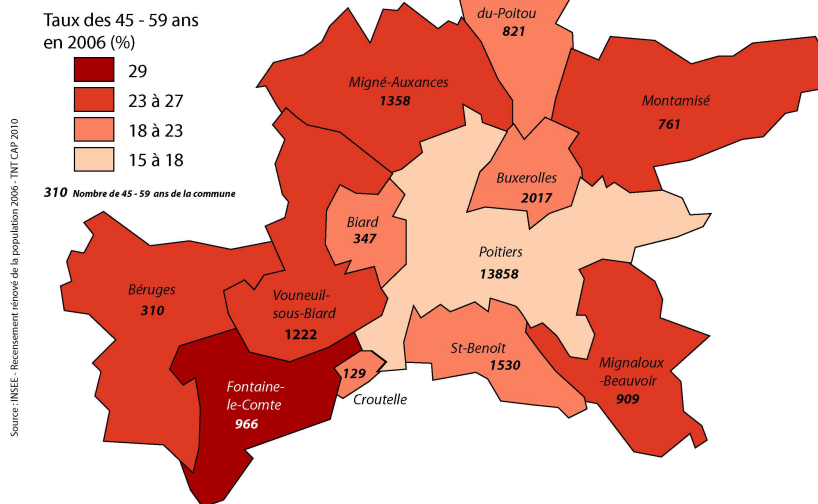 Taux des 45 - 59 ans
en 2006 (%)
29
23 à 27
18 à 23
15 à 18
310 Nombre de 45 - 59 ans de la commune
Source : INSEE - Recensement rénové de la population 2006 - TNT CAP 2010
du-Poitou
821
Migné-Auxances
1358
Montamisé
761
Buxerolles
2017
Biard
347
Poitiers
13858
Béruges
310
Vouneuil-
sous-Biard
1222
St-Benoît
1530
Mignaloux
-Beauvoir
909
129
Croutelle
Fontaine-
le-Comte
966